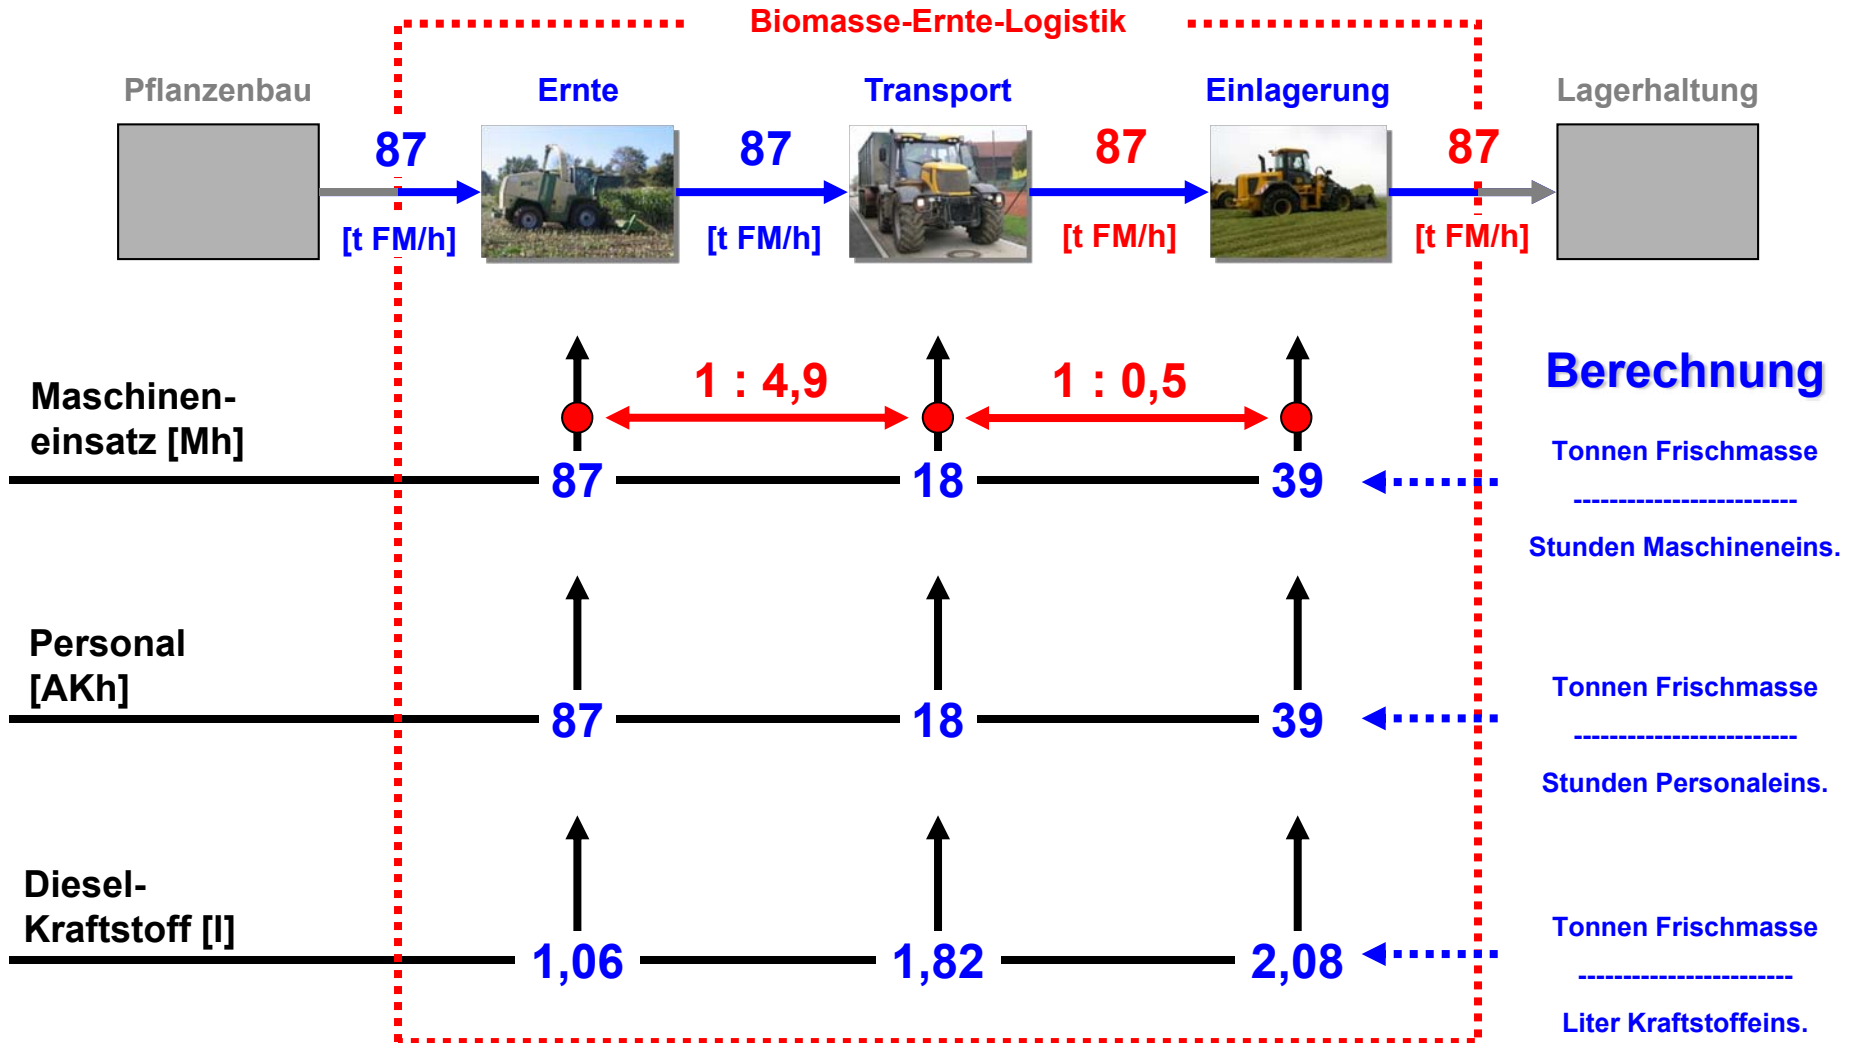 Biomasse-Ernte-Logistik
Pflanzenbau
Ernte
Transport
Einlagerung
Lagerhaltung
87
87
87
87
[t FM/h]
[t FM/h]
[t FM/h]
[t FM/h]
Maschinen-
einsatz [Mh]
1 : 4,9
1 : 0,5
87
18
39
Berechnung
Tonnen Frischmasse
-------------------------
Stunden Maschineneins.
Personal
[AKh]
87
18
39
Tonnen Frischmasse
-------------------------
Stunden Personaleins.
Diesel-
Kraftstoff [l]
1,06
1,82
2,08
Tonnen Frischmasse
------------------------
Liter Kraftstoffeins.